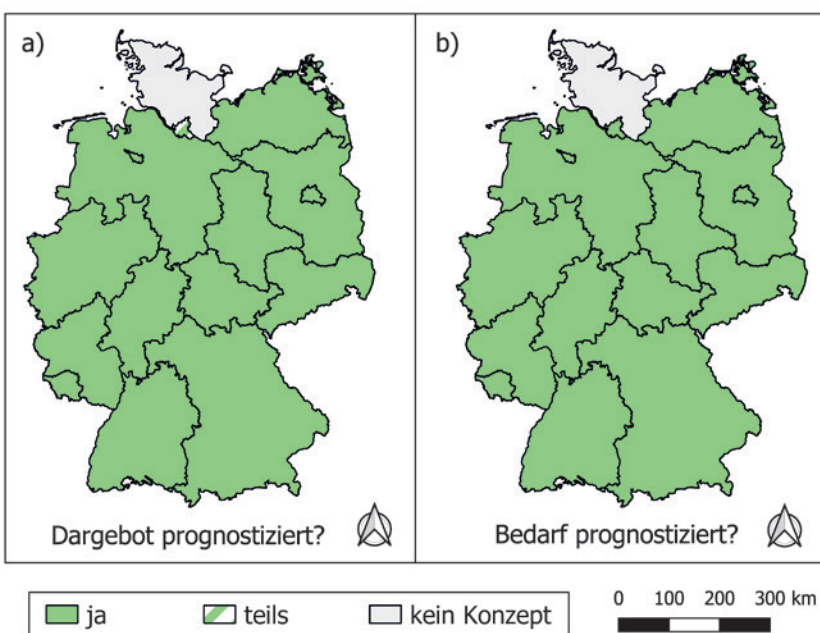 a)
Dargebot prognostiziert?
b)
Bedarf prognostiziert?
ja
teils
kein Konzept
0 100 200 300 km